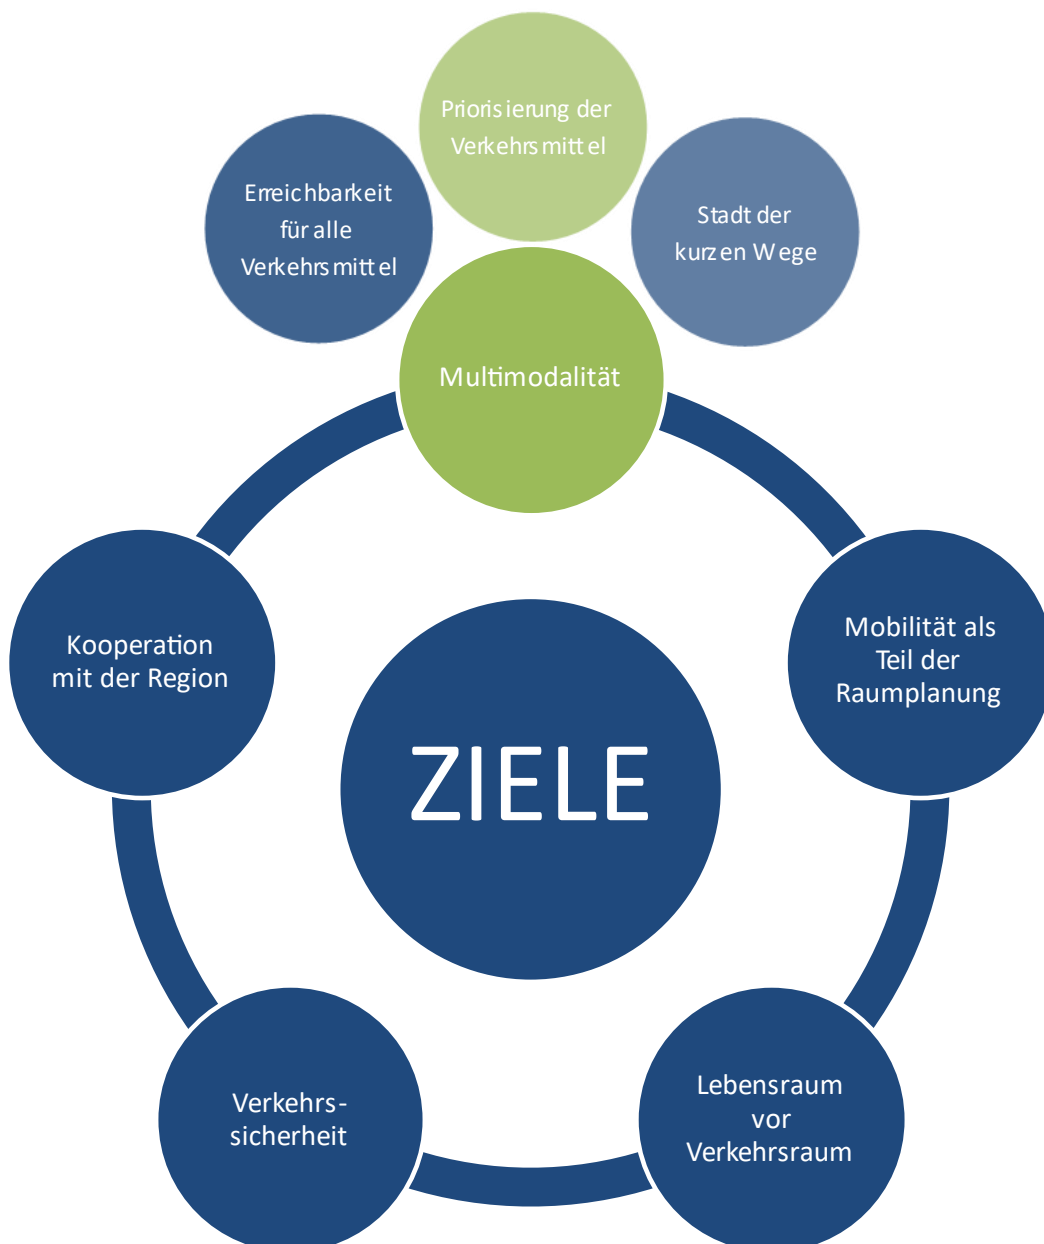 Priorisierung der
Verkehrsmittel
Erreichbarkeit
für alle
Verkehrsmittel
Stadt der
kurzen Wege
Multimodalität
Kooperation
mit der Region
Mobilität als
Teil der
Raumplanung
ZIELE
Verkehrs-
sicherheit
Lebensraum
vor
Verkehrsraum